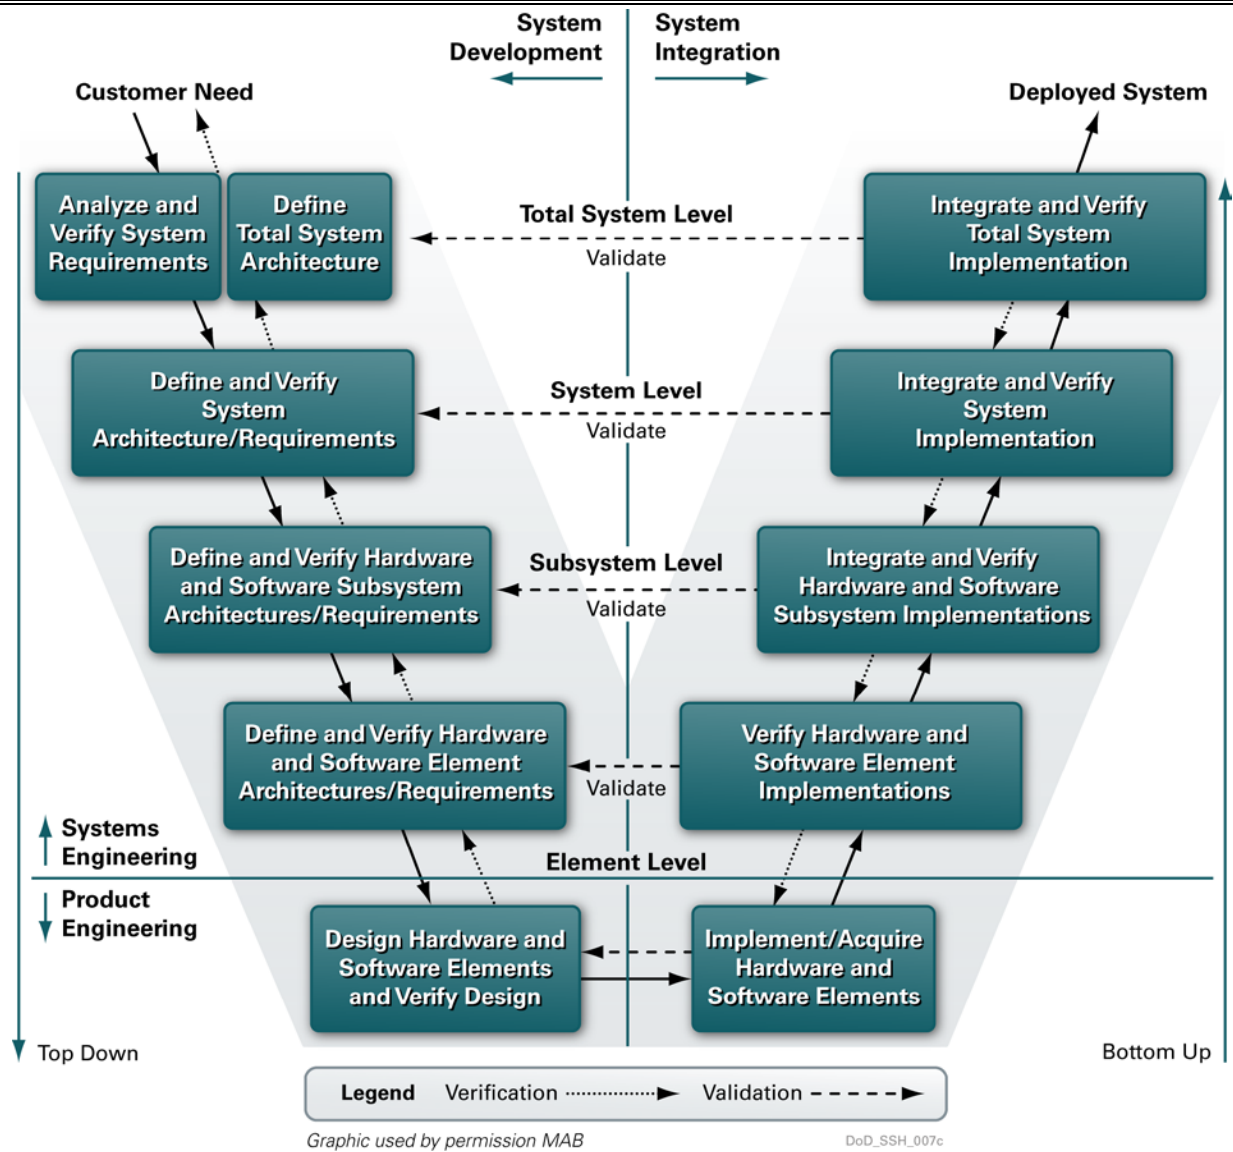 System
Development
System
Integration
Customer Need
Deployed System
Analyze and
Verify System
Requirements
Define
Total System
Architecture
Total System Level
Validate
Integrate and Verify
Total System
Implementation
Define and Verify
System
Architecture/Requirements
System Level
Validate
Integrate and Verify
System
Implementation
Define and Verify Hardware
and Software Subsystem
Architectures/Requirements
Subsystem Level
Validate
Integrate and Verify
Hardware and Software
Subsystem Implementations
Define and Verify Hardware
and Software Element
Architectures/Requirements
Validate
Verify Hardware and
Software Element
Implementations
Systems
Engineering
Element Level
Product
Engineering
Design Hardware and
Software Elements
and Verify Design
Implement/Acquire
Hardware and
Software Elements
Top Down
Bottom Up
Legend Verification Validation
Graphic used by permission MAB
DoD_SSH_007c